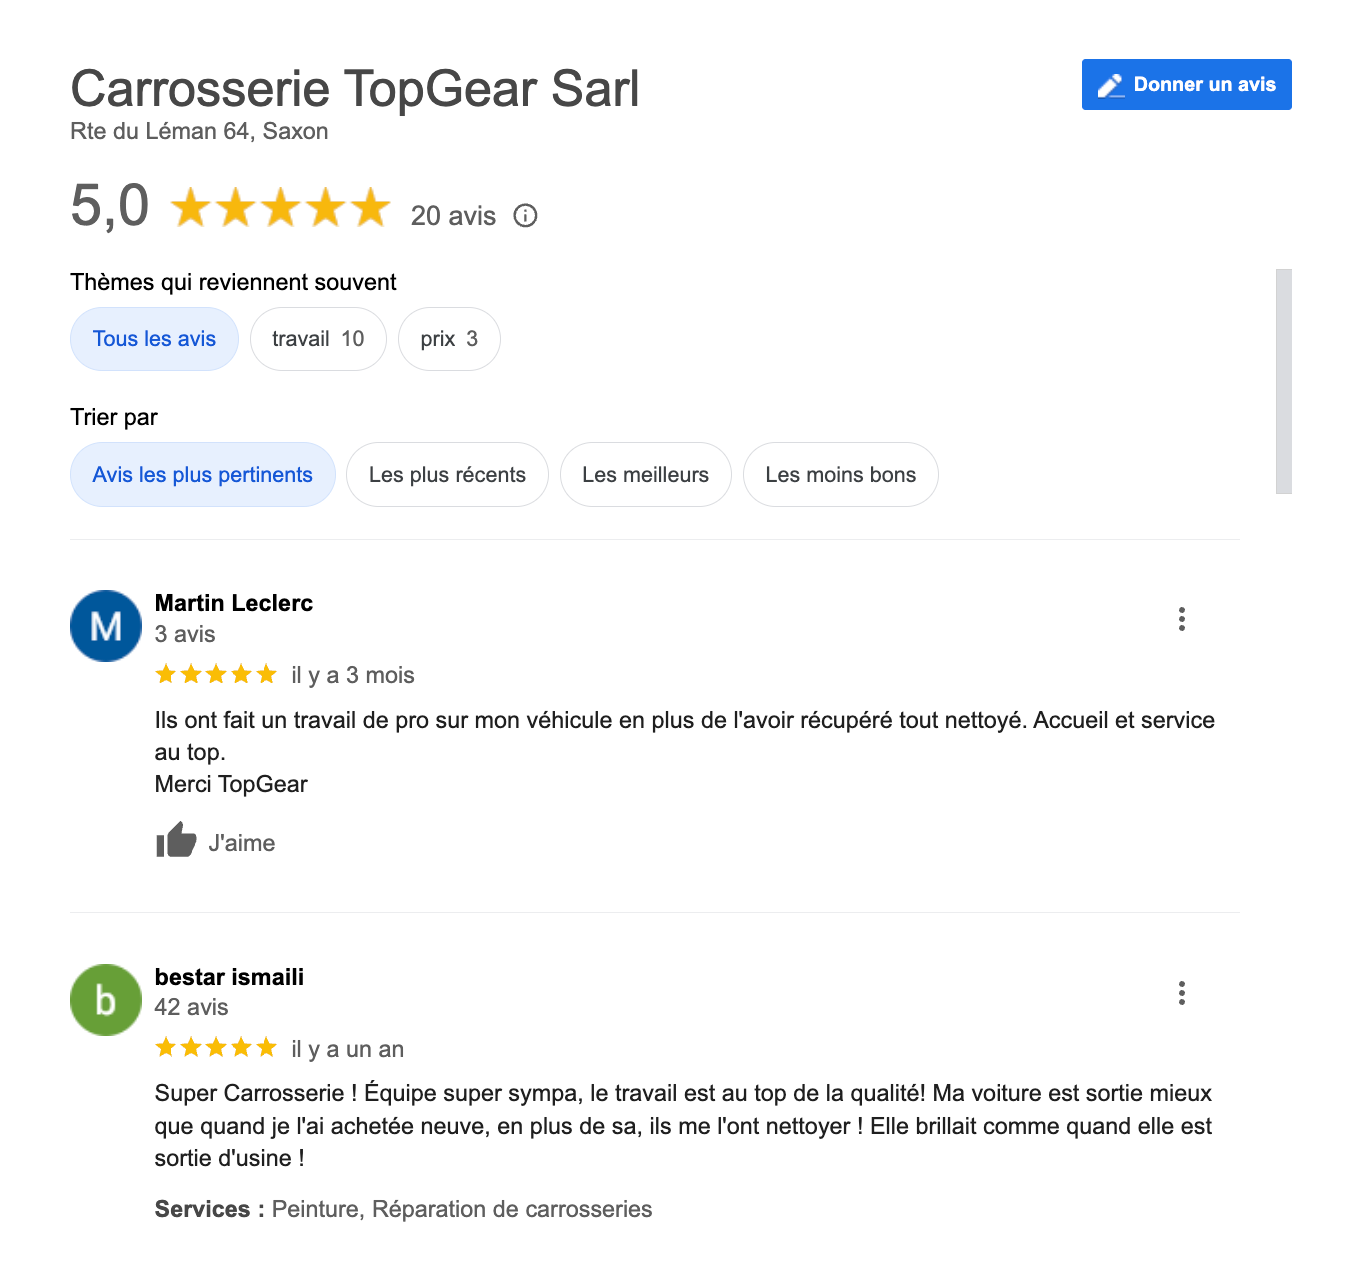 Carrosserie TopGear Sarl
Donner un avis
Rte du Léman 64, Saxon
5,0 20 avis
Thèmes qui reviennent souvent
Tous les avis travail 10 prix 3
Trier par
Avis les plus pertinents Les plus récents Les meilleurs Les moins bons
M
Martin Leclerc
3 avis
il y a 3 mois
Ils ont fait un travail de pro sur mon véhicule en plus de l'avoir récupéré tout nettoyé. Accueil et service
au top.
Merci TopGear
J'aime
b
bestar ismaili
42 avis
il y a un an
Super Carrosserie ! Équipe super sympa, le travail est au top de la qualité! Ma voiture est sortie mieux
que quand je l'ai achetée neuve, en plus de sa, ils me l'ont nettoyer ! Elle brillait comme quand elle est
sortie d'usine !
Services : Peinture, Réparation de carrosseries